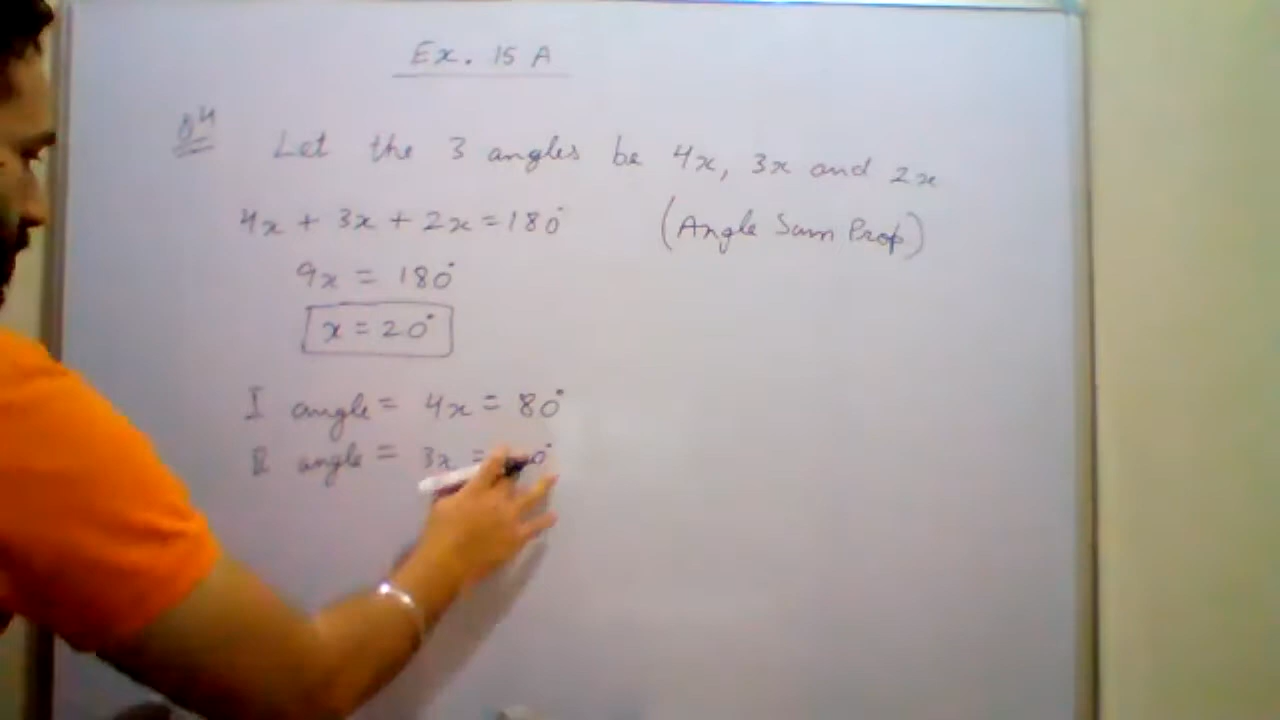 Ex. 15 A
Q4 Let the 3 angles be 4x, 3x and 2x
4x + 3x + 2x = 180° (Angle Sum Prop)
9x = 180°
x = 20°
I angle = 4x = 80°
II angle = 3x =